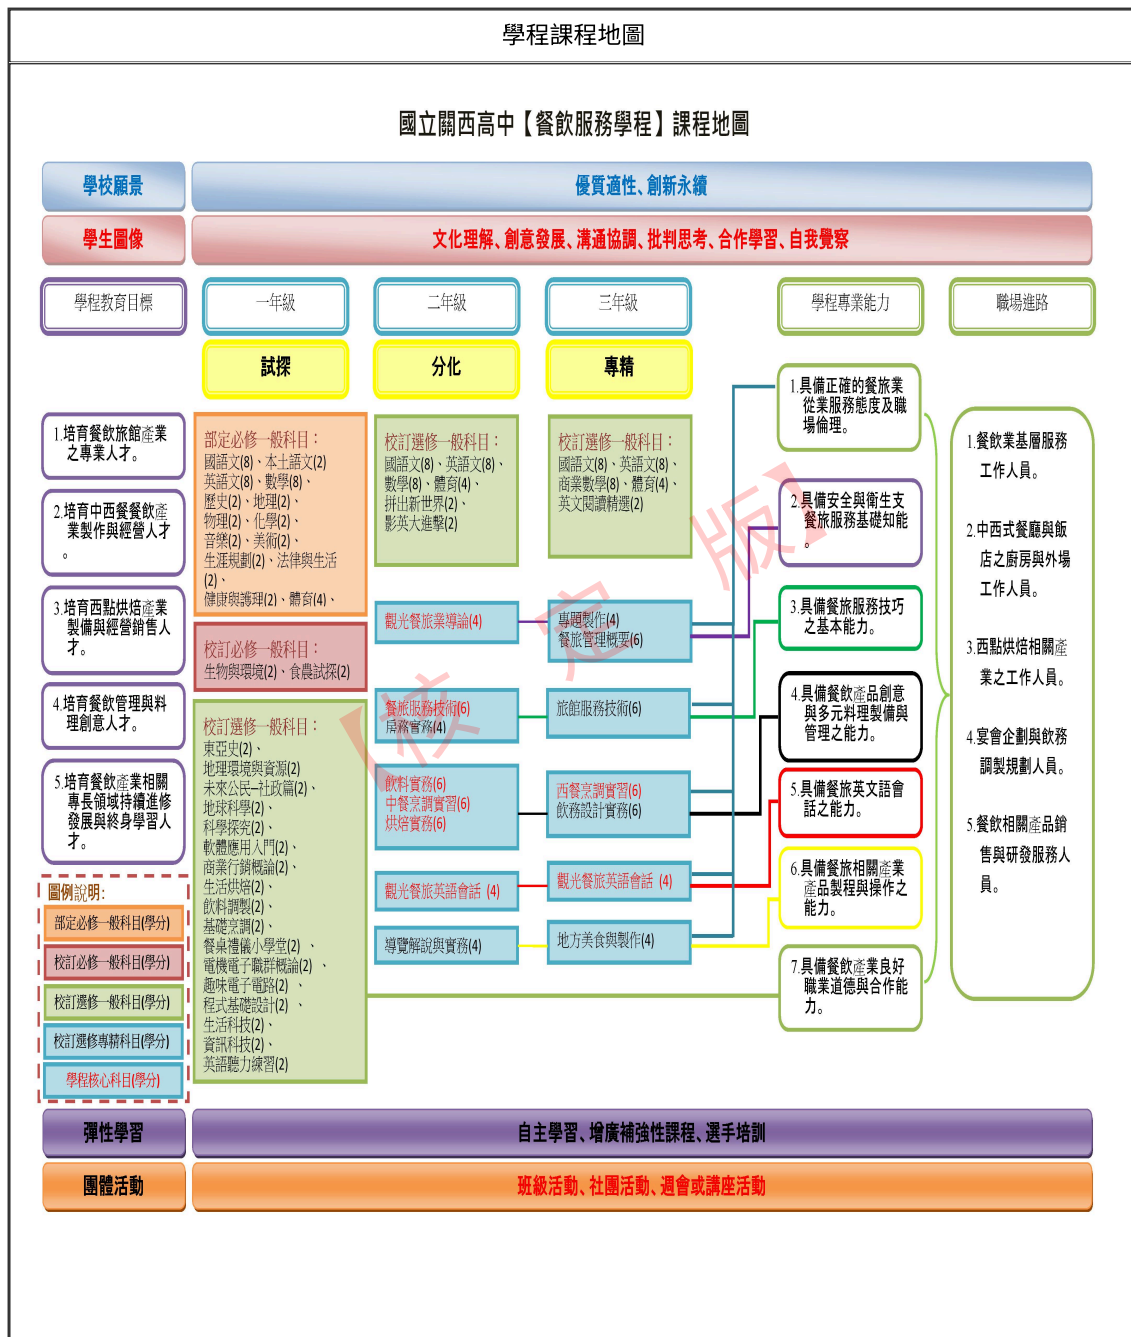 學程課程地圖
國立關西高中【餐飲服務學程】課程地圖
學校願景
優質適性、創新永續
學生圖像
文化理解、創意發展、溝通協調、批判思考、合作學習、自我覺察
學程教育目標
一年級
二年級
三年級
學程專業能力
職場進路
試探
分化
專精
1.培育餐飲旅館產業
之專業人才。
2.培育中西餐餐飲產
業製作與經營人才
。
3.培育西點烘焙產業
製備與經營銷售人
才。
4.培育餐飲管理與料
理創意人才。
5.培育餐飲產業相關
專長領域持續進修
發展與終身學習人
才。
圖例說明:
部定必修一般科目(學分)
校訂必修一般科目(學分)
校訂選修一般科目(學分)
校訂選修專精科目(學分)
學程核心科目(學分)
部定必修一般科目：
國語文(8)、本土語文(2)
英語文(8)、數學(8)、
歷史(2)、地理(2)、
物理(2)、化學(2)、
音樂(2)、美術(2)、
生涯規劃(2)、法律與生活
(2)、
健康與護理(2)、體育(4)、
校訂必修一般科目：
生物與環境(2)、食農試探(2)
校訂選修一般科目：
東亞史(2)、
地理環境與資源(2)
未來公民–社政篇(2)、
地球科學(2)、
科學探究(2)、
軟體應用入門(2)、
商業行銷概論(2)、
生活烘焙(2)、
飲料調製(2)、
基礎烹調(2)、
餐桌禮儀小學堂(2) 、
電機電子職群概論(2) 、
趣味電子電路(2) 、
程式基礎設計(2) 、
生活科技(2)、
資訊科技(2)、
英語聽力練習(2)
校訂選修一般科目：
國語文(8)、英語文(8)、
數學(8)、體育(4)、
拼出新世界(2)、
影英大進擊(2)
觀光餐旅業導論(4)
餐旅服務技術(6)
房務實務(4)
飲料實務(6)
中餐烹調實習(6)
烘焙實務(6)
觀光餐旅英語會話 (4)
導覽解說與實務(4)
校訂選修一般科目：
國語文(8)、英語文(8)、
商業數學(8)、體育(4)、
英文閱讀精選(2)
專題製作(4)
餐旅管理概要(6)
旅館服務技術(6)
西餐烹調實習(6)
飲務設計實務(6)
觀光餐旅英語會話 (4)
地方美食與製作(4)
1.具備正確的餐旅業
從業服務態度及職
場倫理。
2.具備安全與衛生支
餐旅服務基礎知能
。
3.具備餐旅服務技巧
之基本能力。
4.具備餐飲產品創意
與多元料理製備與
管理之能力。
5.具備餐旅英文語會
話之能力。
6.具備餐旅相關產業
產品製程與操作之
能力。
7.具備餐飲產業良好
職業道德與合作能
力。
1.餐飲業基層服務
工作人員。
2.中西式餐廳與飯
店之廚房與外場
工作人員。
3.西點烘焙相關產
業之工作人員。
4.宴會企劃與飲務
調製規劃人員。
5.餐飲相關產品銷
售與研發服務人
員。
【核定版】
彈性學習
自主學習、增廣補強性課程、選手培訓
團體活動
班級活動、社團活動、週會或講座活動